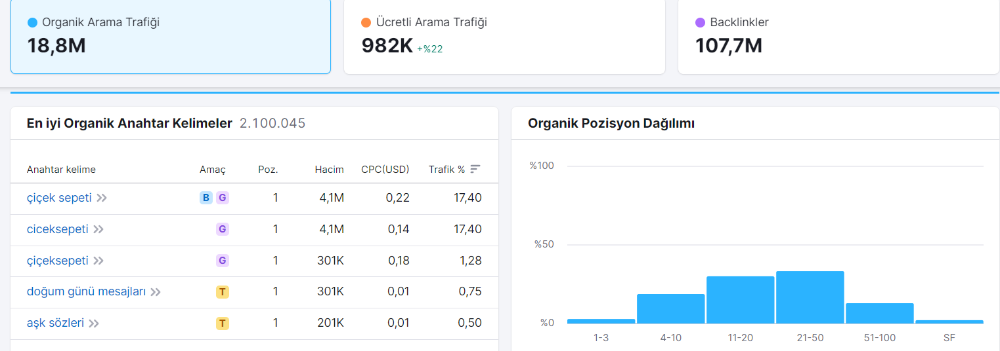 Organik Arama Trafiği
18,8M
Ücretli Arama Trafiği
982K +%22
Backlinkler
107,7M
En iyi Organik Anahtar Kelimeler 2.100.045
Anahtar kelime Amaç Poz. Hacim CPC(USD) Trafik %
çiçek sepeti B G 1 4,1M 0,22 17,40
ciceksepeti G 1 4,1M 0,14 17,40
çiçeksepeti G 1 301K 0,18 1,28
doğum günü mesajları T 1 301K 0,01 0,75
aşk sözleri T 1 201K 0,01 0,50
Organik Pozisyon Dağılımı
%100
%50
%0
1-3 4-10 11-20 21-50 51-100 SF